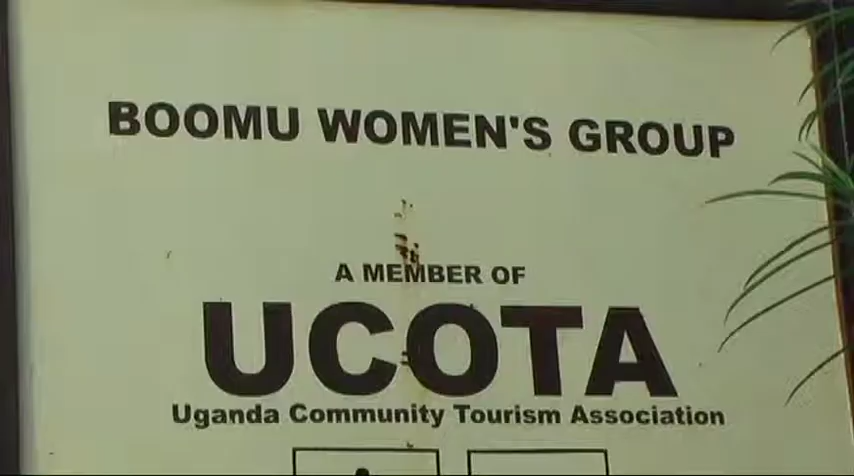 BOOMU WOMEN'S GROUP
A MEMBER OF
UCOTA
Uganda Community Tourism Association